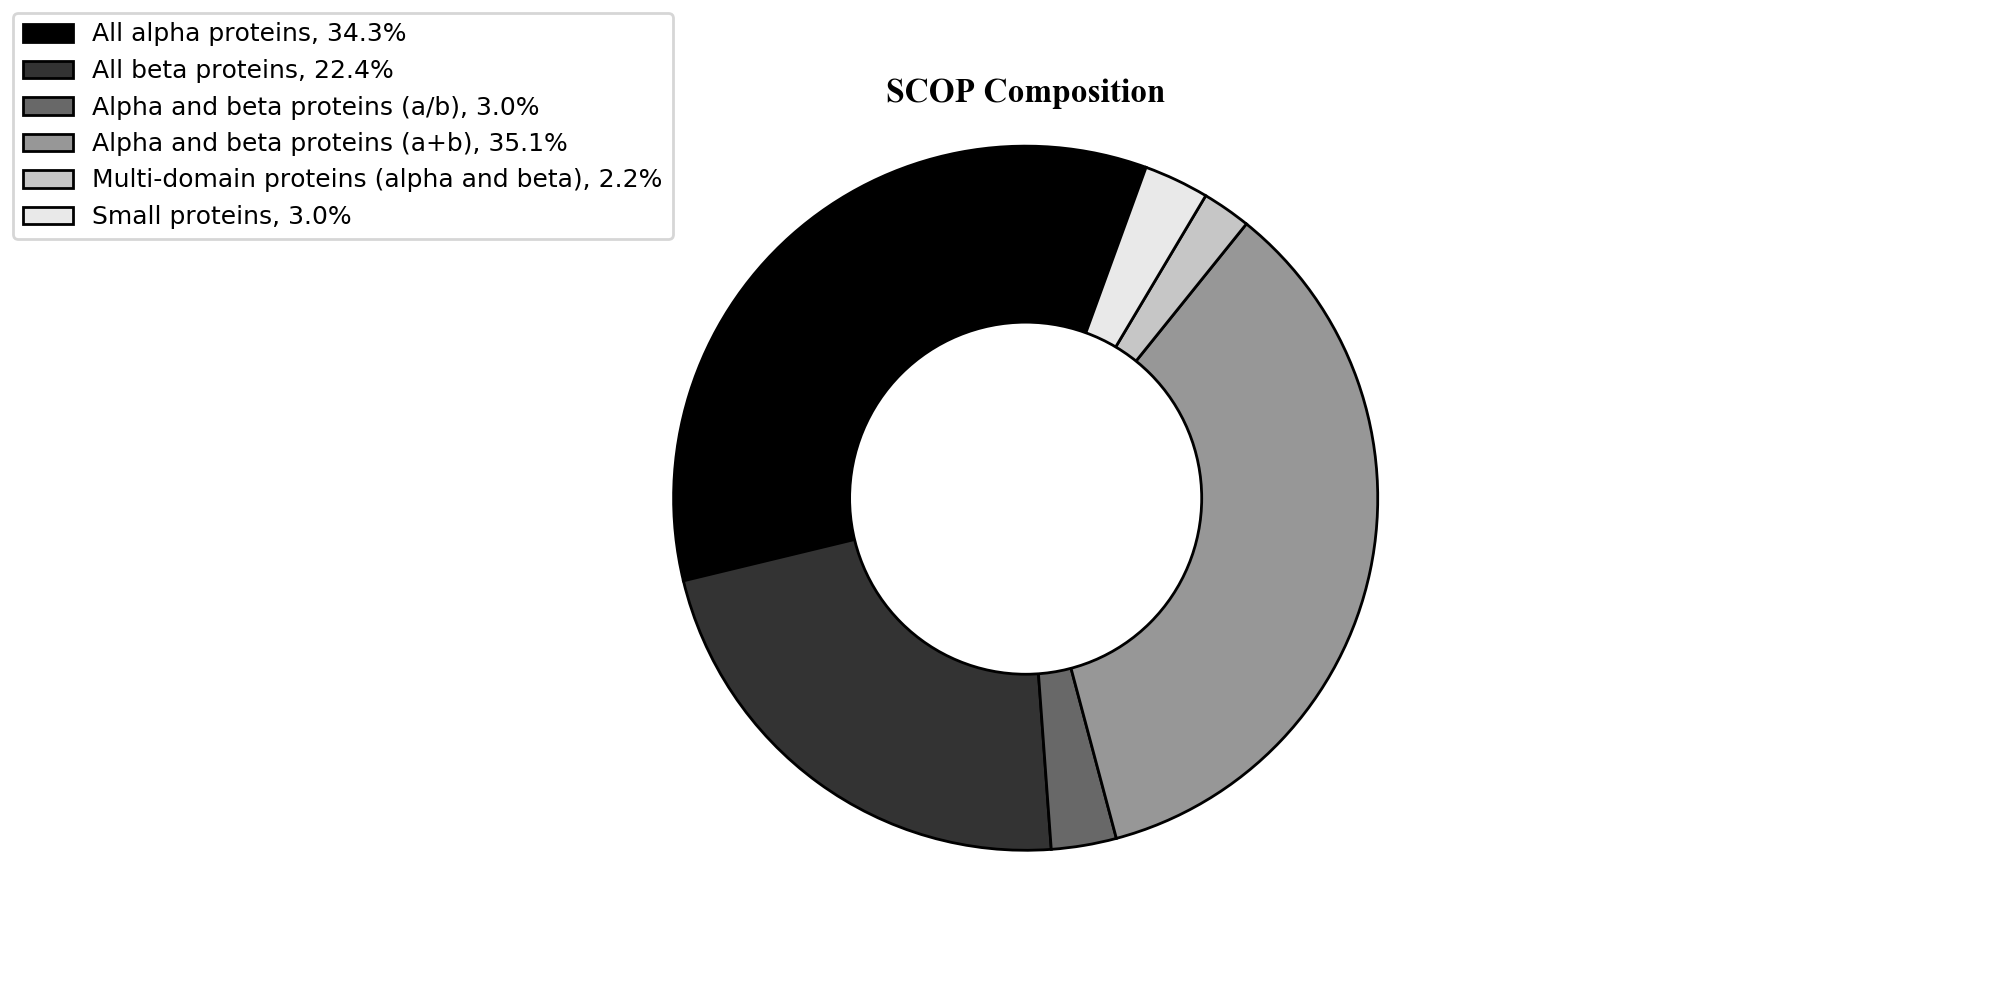 All alpha proteins, 34.3%
All beta proteins, 22.4%
Alpha and beta proteins (a/b), 3.0%
Alpha and beta proteins (a+b), 35.1%
Multi-domain proteins (alpha and beta), 2.2%
Small proteins, 3.0%
SCOP Composition